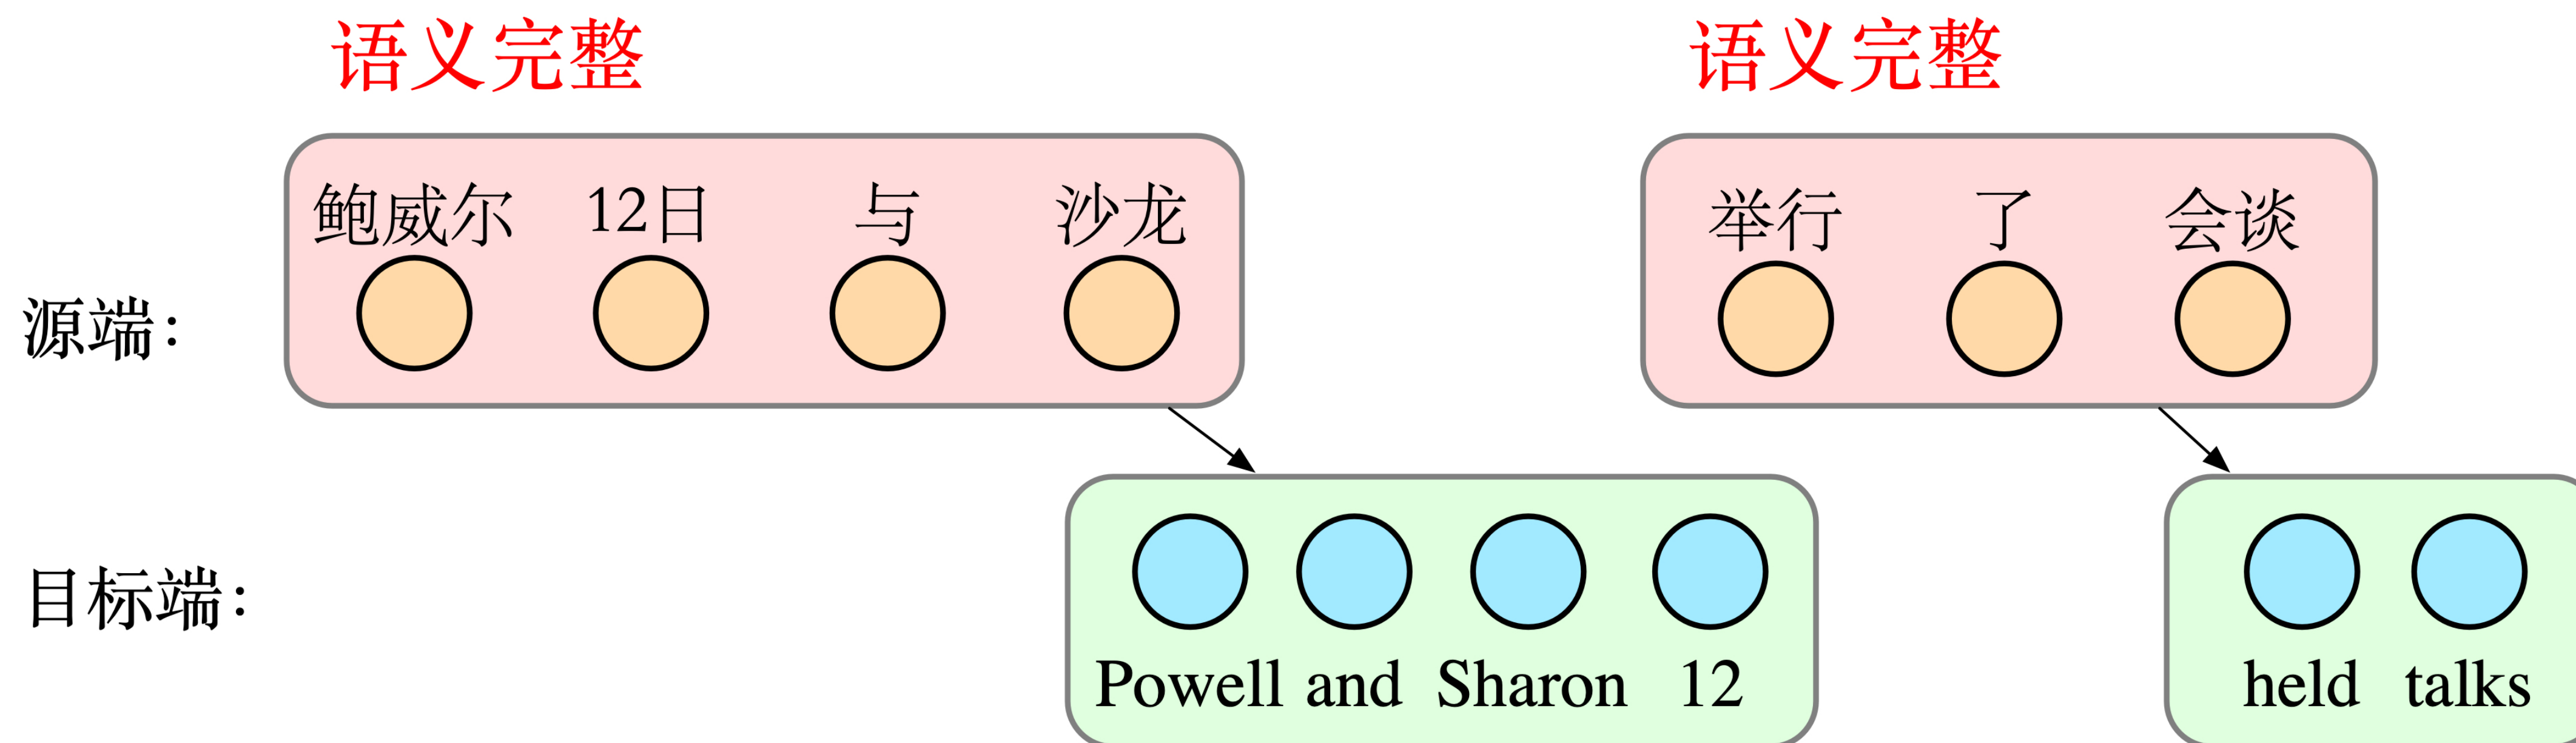 语义完整 语义完整
鲍威尔 12日 与 沙龙 举行 了 会谈
源端：
目标端：
Powell and Sharon 12 held talks